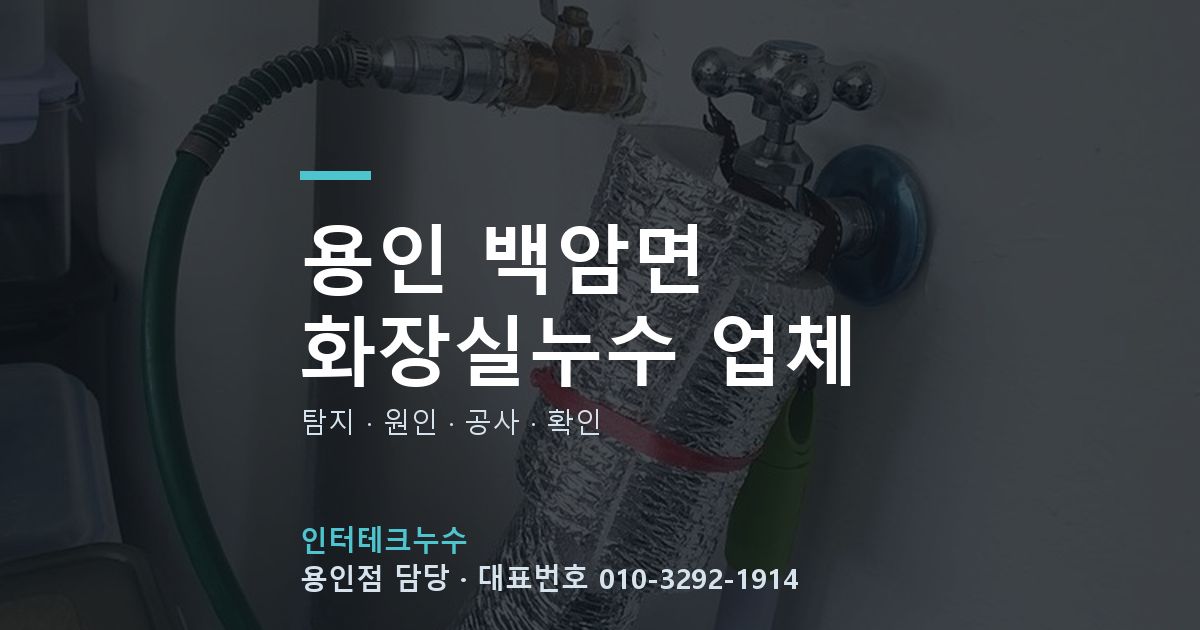 용인 백암면
화장실누수 업체
탐지 · 원인 · 공사 · 확인
인터테크누수
용인점 담당 · 대표번호 010-3292-1914